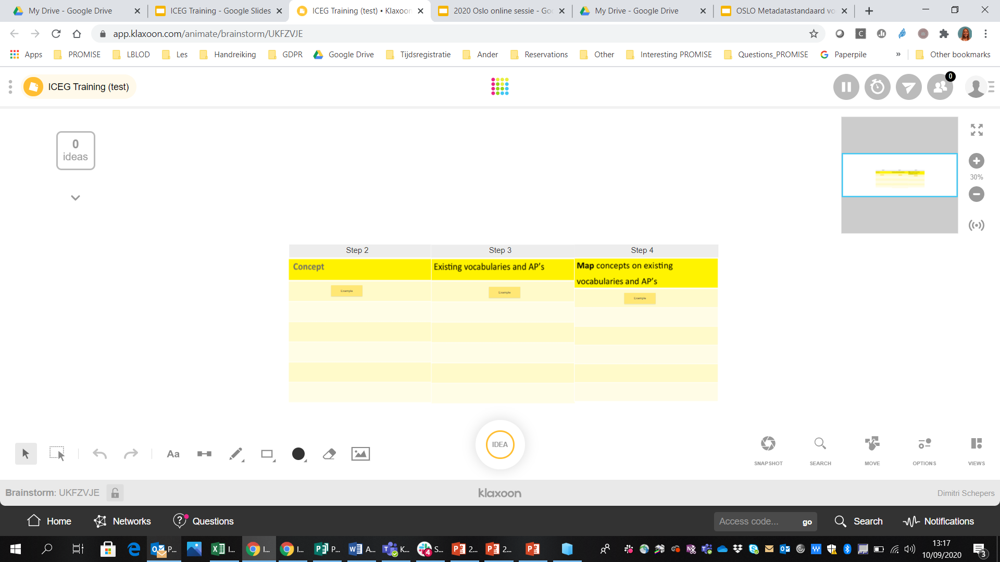 My Drive - Google Drive
ICEG Training - Google Slides
ICEG Training (test) • Klaxoon
2020 Oslo online sessie - Goo
My Drive - Google Drive
OSLO Metadatastandaard vo
app.klaxoon.com/animate/brainstorm/UKFZVJE
Apps
PROMISE
LBLOD
Les
Handreiking
GDPR
Google Drive
Tijdsregistratie
Ander
Reservations
Other
Interesting PROMISE
Questions_PROMISE
Paperpile
»
Other bookmarks
ICEG Training (test)
0
0
ideas
30%
Step 2
Step 3
Step 4
Concept
Existing vocabularies and AP's
Map concepts on existing
vocabularies and AP's
Example
Example
Example
Aa
IDEA
SNAPSHOT
SEARCH
MOVE
OPTIONS
VIEWS
Brainstorm: UKFZVJE
klaxoon
Dimitri Schepers
Home
Networks
Questions
Access code...
go
Search
Notifications
P...
I...
I...
I...
P...
A...
K...
4
S...
2...
2...
13:17
10/09/2020
3